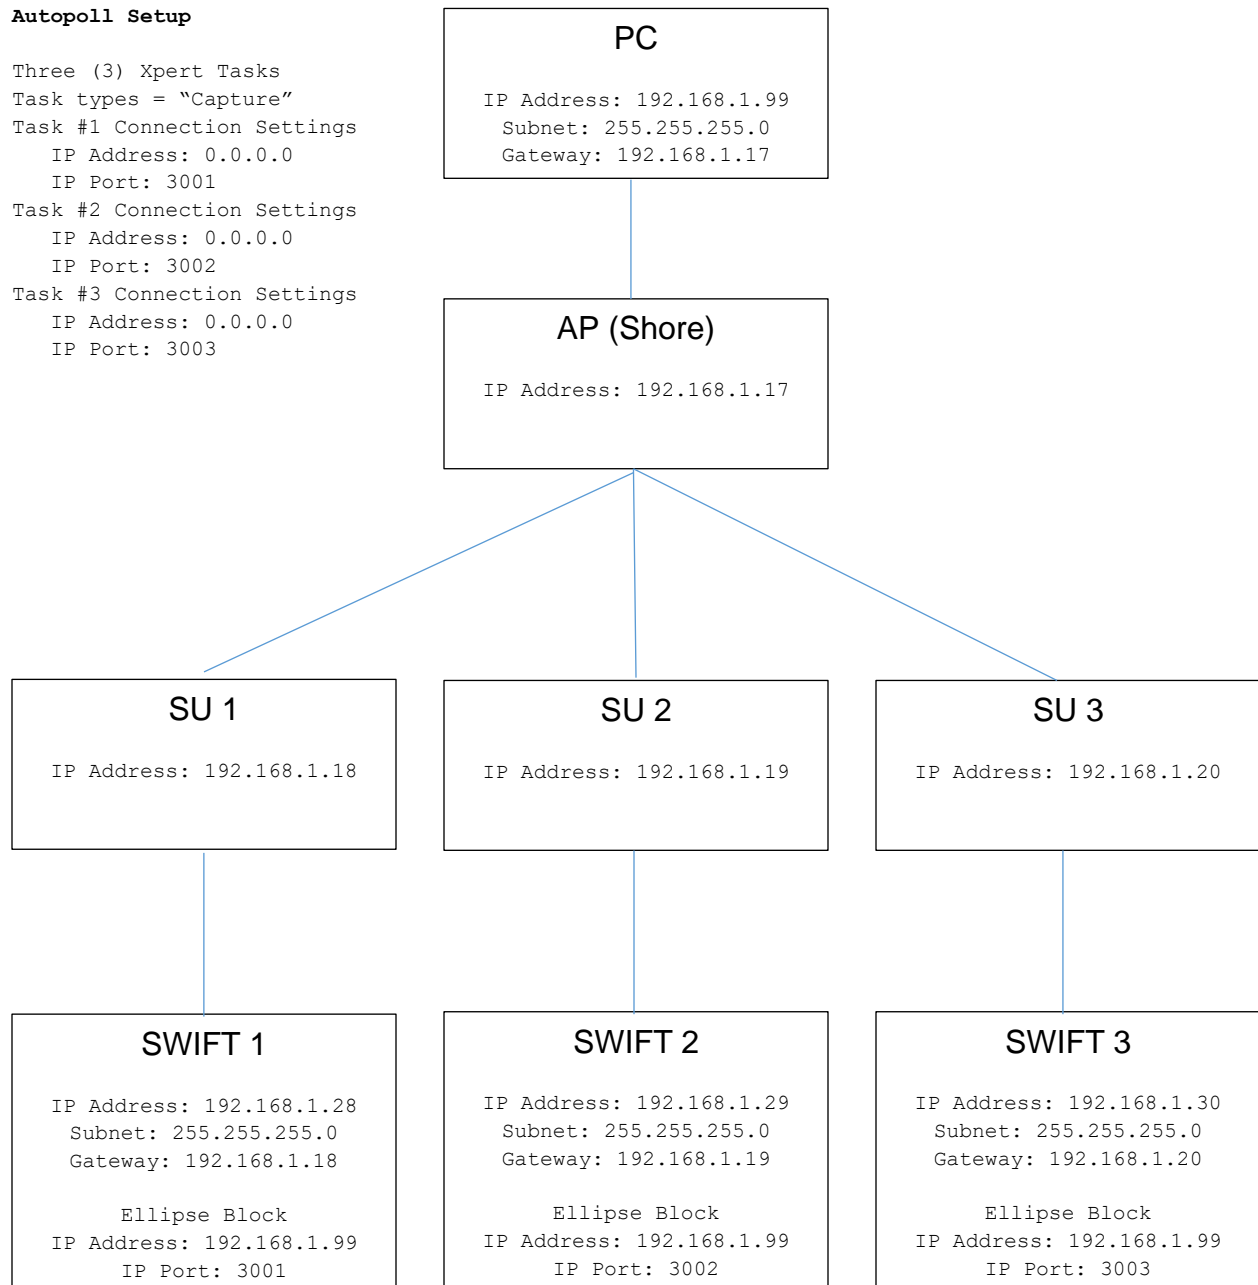 Autopoll Setup
Three (3) Xpert Tasks
Task types = “Capture”
Task #1 Connection Settings
IP Address: 0.0.0.0
IP Port: 3001
Task #2 Connection Settings
IP Address: 0.0.0.0
IP Port: 3002
Task #3 Connection Settings
IP Address: 0.0.0.0
IP Port: 3003
PC
IP Address: 192.168.1.99
Subnet: 255.255.255.0
Gateway: 192.168.1.17
AP (Shore)
IP Address: 192.168.1.17
SU 1
IP Address: 192.168.1.18
SU 2
IP Address: 192.168.1.19
SU 3
IP Address: 192.168.1.20
SWIFT 1
IP Address: 192.168.1.28
Subnet: 255.255.255.0
Gateway: 192.168.1.18
Ellipse Block
IP Address: 192.168.1.99
IP Port: 3001
SWIFT 2
IP Address: 192.168.1.29
Subnet: 255.255.255.0
Gateway: 192.168.1.19
Ellipse Block
IP Address: 192.168.1.99
IP Port: 3002
SWIFT 3
IP Address: 192.168.1.30
Subnet: 255.255.255.0
Gateway: 192.168.1.20
Ellipse Block
IP Address: 192.168.1.99
IP Port: 3003